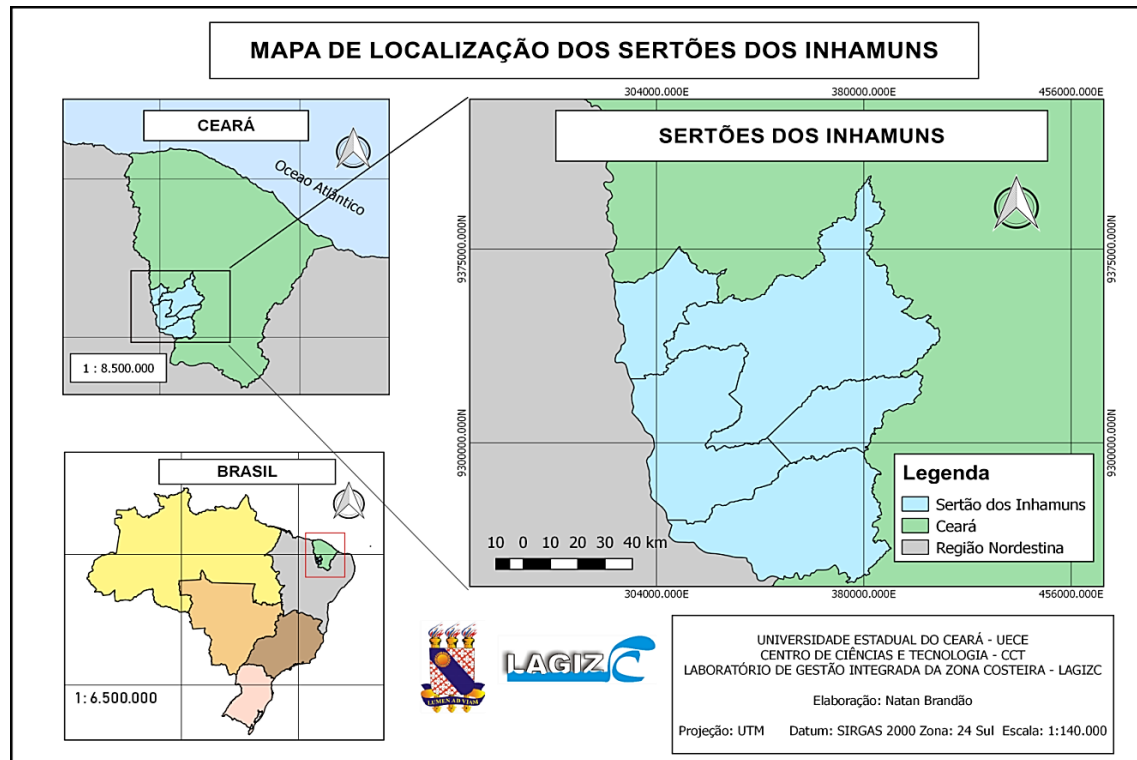 MAPA DE LOCALIZAÇÃO DOS SERTÕES DOS INHAMUNS
CEARÁ
Oceao Atlântico
1 : 8.500.000
304000.000E
380000.000E
456000.000E
SERTÕES DOS INHAMUNS
9375000.000N
9375000.000N
9300000.000N
9300000.000N
Legenda
Sertão dos Inhamuns
Ceará
Região Nordestina
10 0 10 20 30 40 km
304000.000E
380000.000E
456000.000E
BRASIL
1: 6.500.000
LUMEN AD VIAM
LAGIZC
UNIVERSIDADE ESTADUAL DO CEARÁ - UECE
CENTRO DE CIÊNCIAS E TECNOLOGIA - CCT
LABORATÓRIO DE GESTÃO INTEGRADA DA ZONA COSTEIRA - LAGIZC
Elaboração: Natan Brandão
Projeção: UTM Datum: SIRGAS 2000 Zona: 24 Sul Escala: 1:140.000